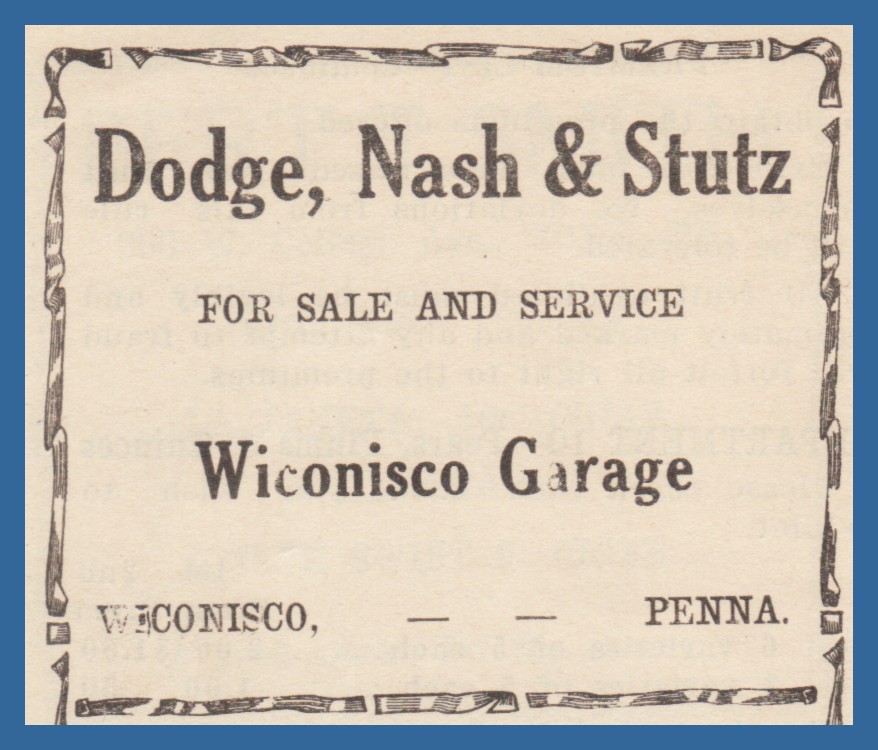 Dodge, Nash & Stutz
FOR SALE AND SERVICE
Wiconisco Garage
WICONISCO, — — PENNA.